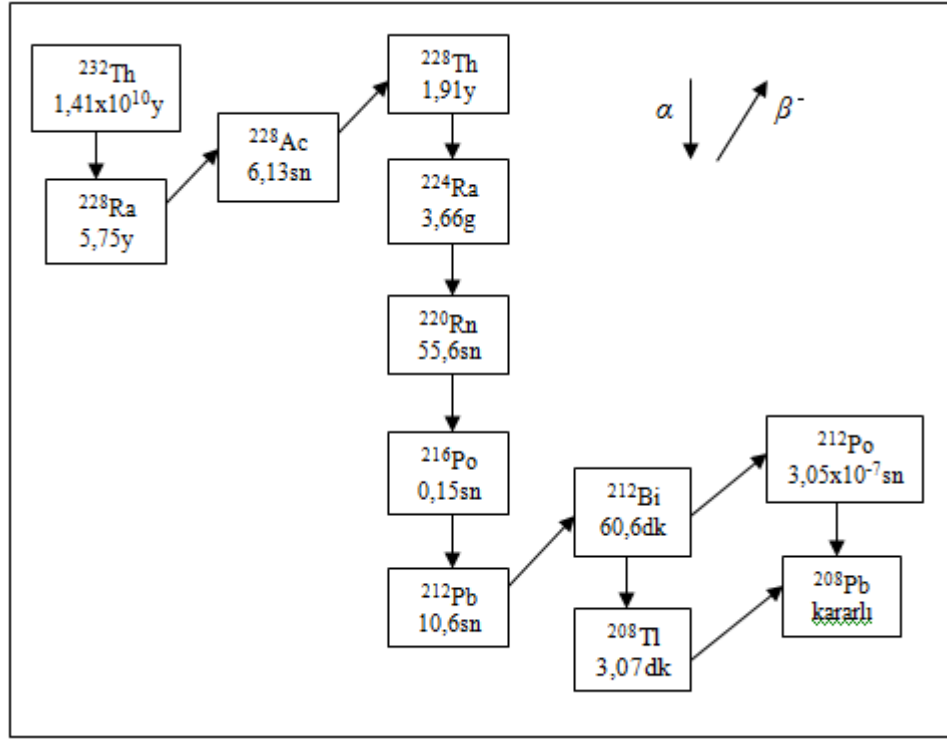 ²³²Th
1,41x10¹⁰y
²²⁸Ra
5,75y
²²⁸Ac
6,13sn
²²⁸Th
1,91y
²²⁴Ra
3,66g
²²⁰Rn
55,6sn
²¹⁶Po
0,15sn
²¹²Pb
10,6sn
²¹²Bi
60,6dk
²⁰⁸Tl
3,07dk
²¹²Po
3,05x10⁻⁷sn
²⁰⁸Pb
kararlı
α
β⁻